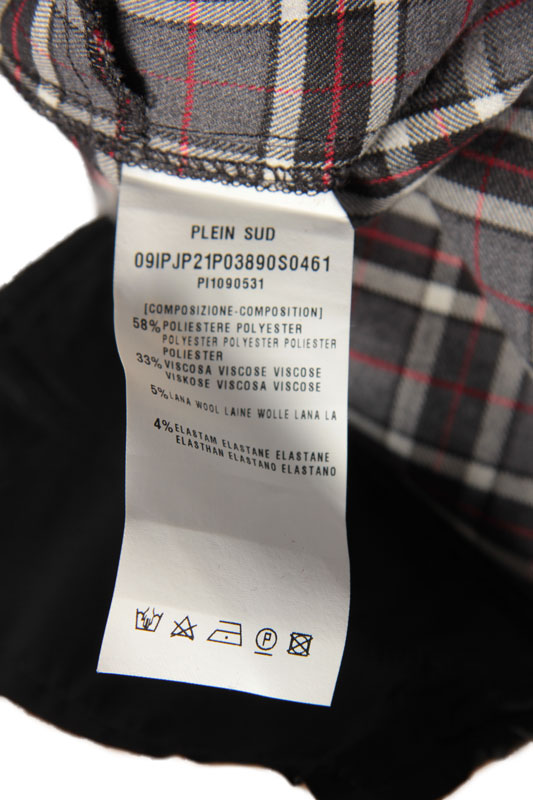 PLEIN SUD
09IPJP21P03890S0461
PI1090531
[COMPOSIZIONE-COMPOSITION]
58% POLIESTERE POLYESTER
POLYESTER POLYESTER POLIESTER
POLIESTER
33% VISCOSA VISCOSE VISCOSE
VISKOSE VISCOSE VISCOSE
5% LANA WOOL LAINE WOLLE LANA LA
4% ELASTAM ELASTANE ELASTANE
ELASTHAN ELASTANO ELASTANO
P